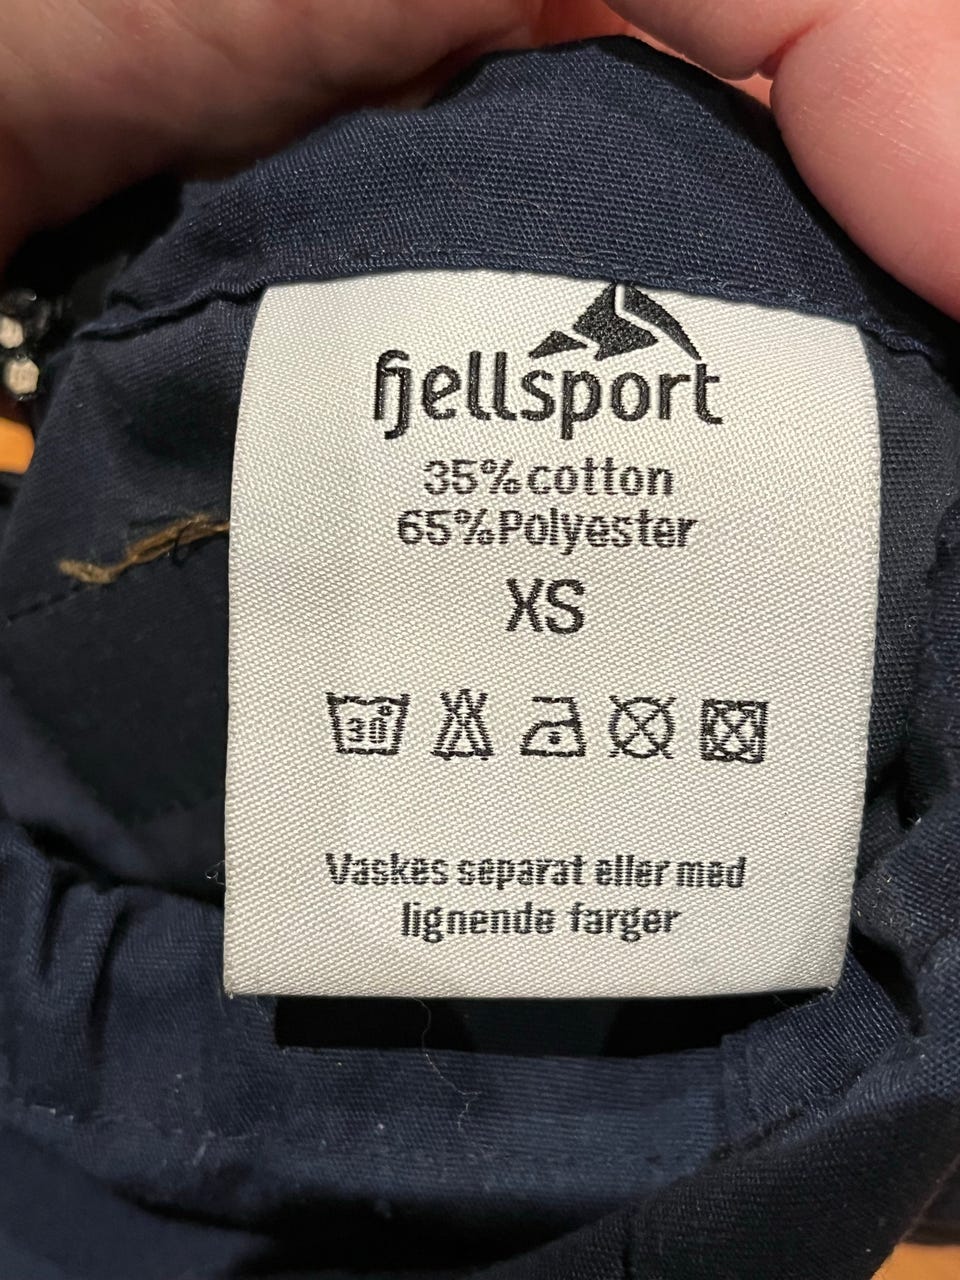 fjellsport
35% cotton
65% Polyester
XS
30°
Vaskes separat eller med
lignende farger